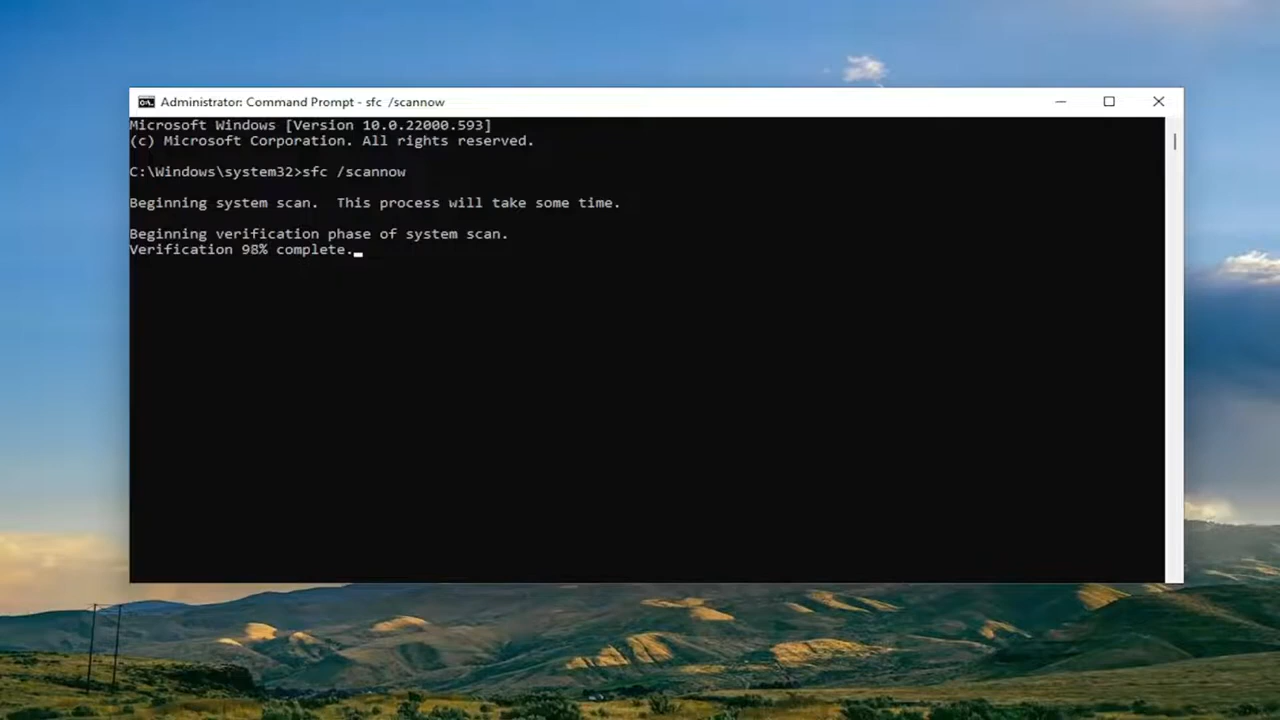 Administrator: Command Prompt - sfc  /scannow
Microsoft Windows [Version 10.0.22000.593]
(c) Microsoft Corporation. All rights reserved.
C:\Windows\system32>sfc /scannow
Beginning system scan.  This process will take some time.
Beginning verification phase of system scan.
Verification 98% complete.